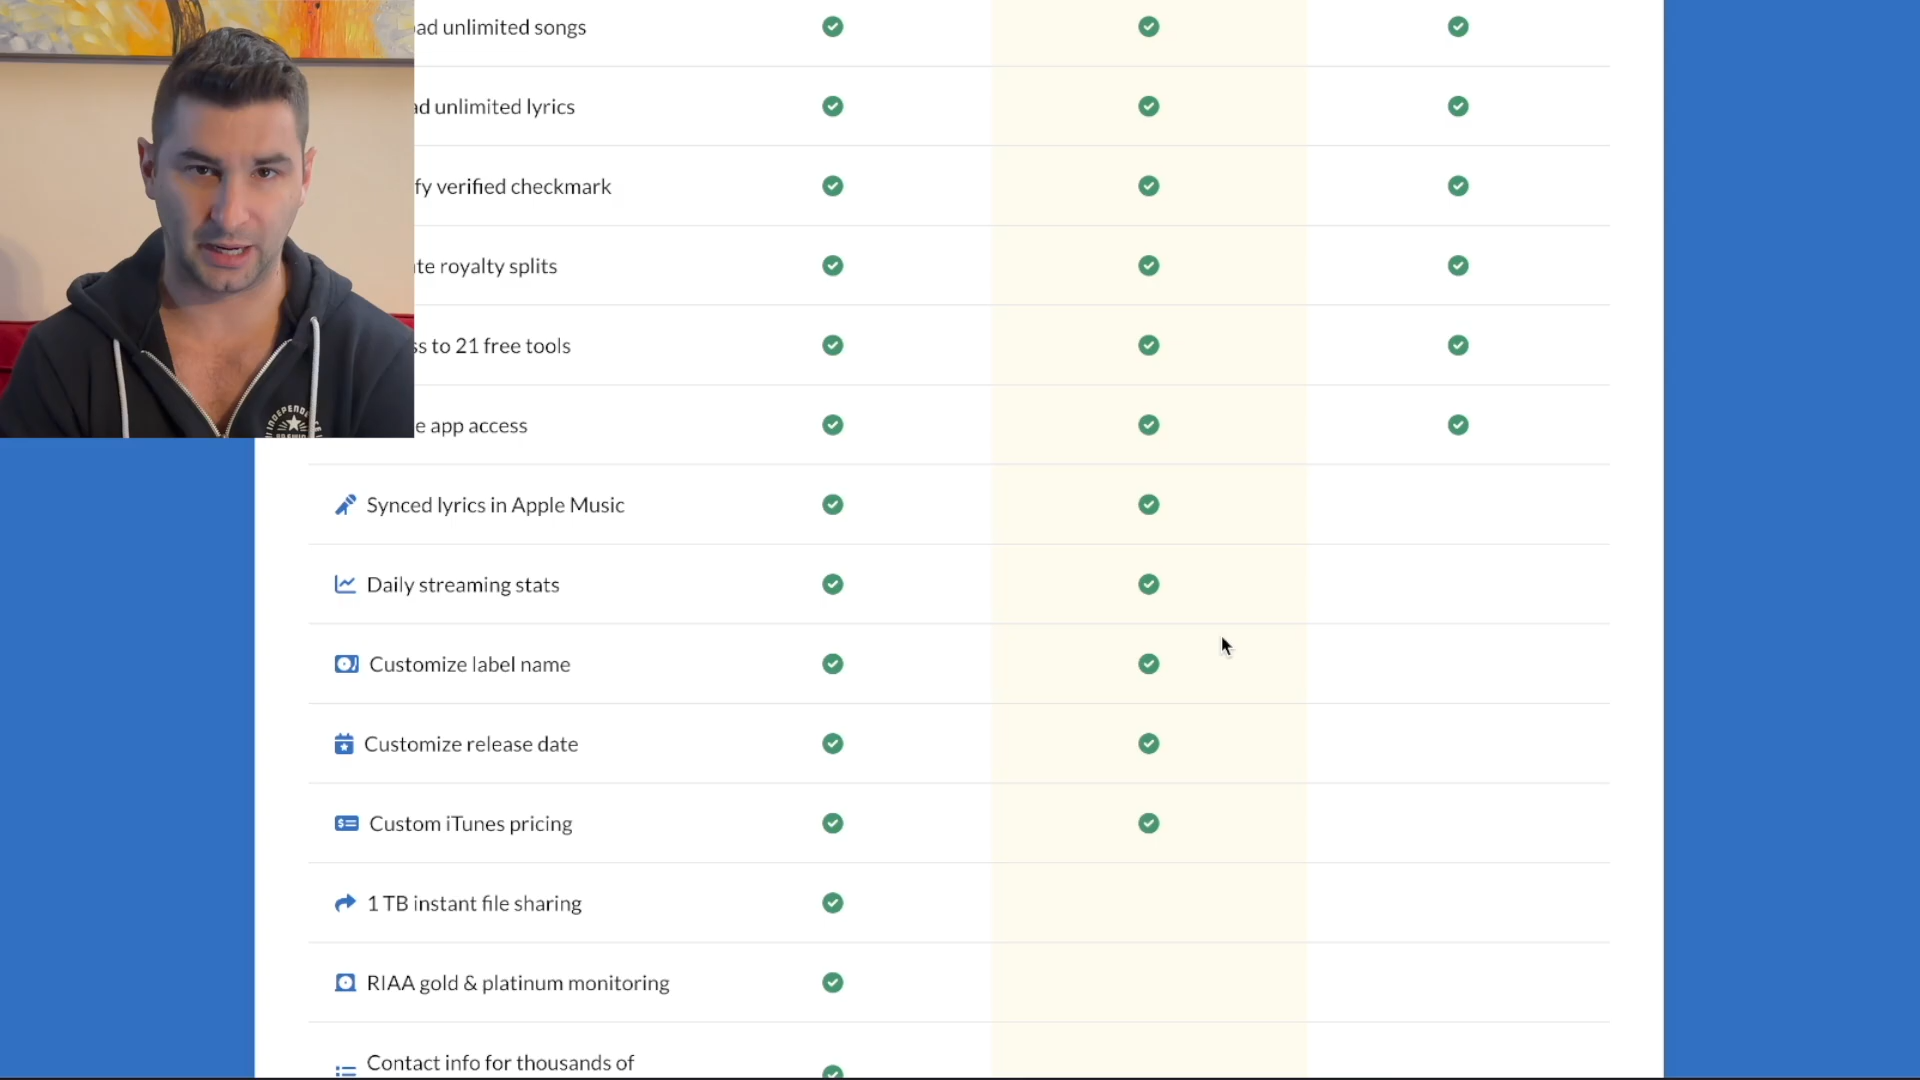 ad unlimited songs
ad unlimited lyrics
fy verified checkmark
te royalty splits
ss to 21 free tools
e app access
INDEPENDENCE
Synced lyrics in Apple Music
Daily streaming stats
Customize label name
Customize release date
Custom iTunes pricing
1 TB instant file sharing
RIAA gold & platinum monitoring
Contact info for thousands of